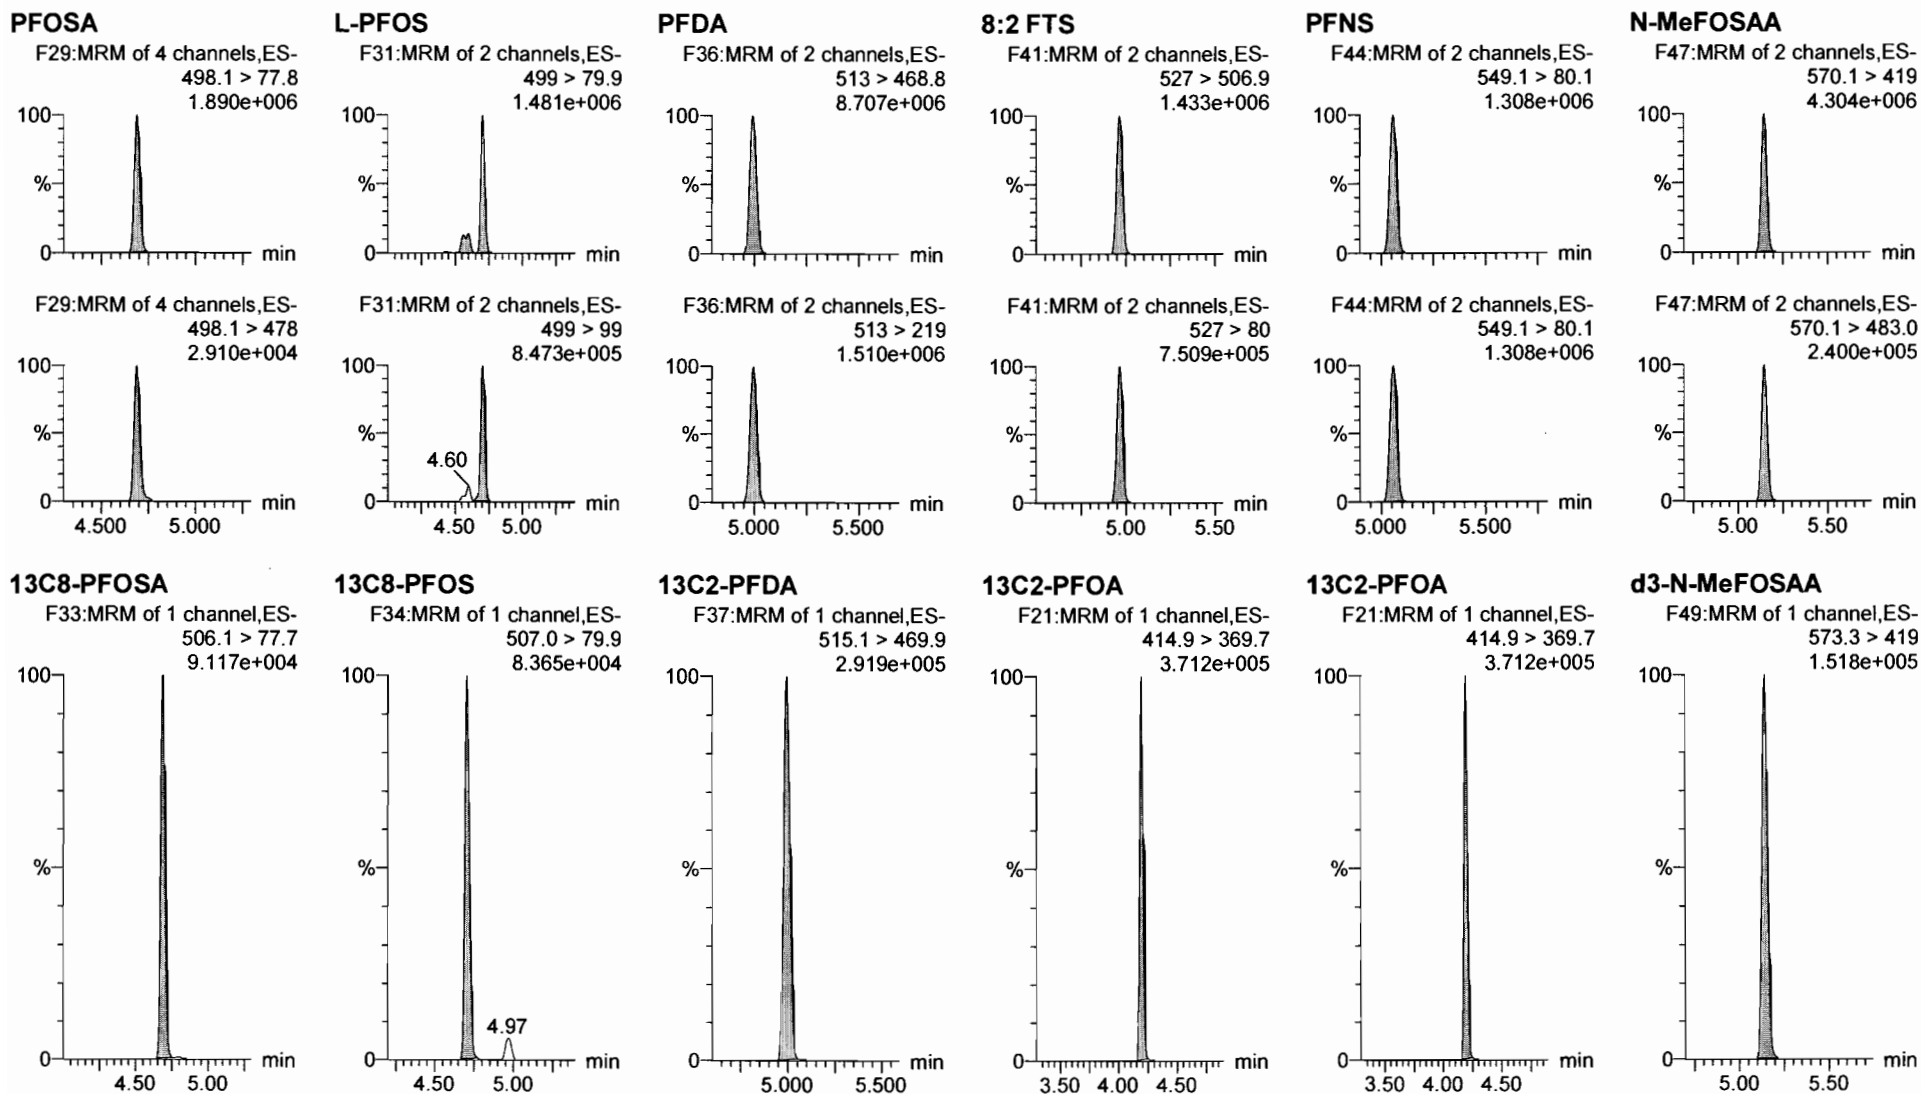 PFOSA
F29:MRM of 4 channels,ES-
498.1 > 77.8
1.890e+006
100
%
0
min
F29:MRM of 4 channels,ES-
498.1 > 478
2.910e+004
100
%
0
min
4.500 5.000
L-PFOS
F31:MRM of 2 channels,ES-
499 > 79.9
1.481e+006
100
%
0
min
F31:MRM of 2 channels,ES-
499 > 99
8.473e+005
100
%
4.60
0
min
4.50 5.00
PFDA
F36:MRM of 2 channels,ES-
513 > 468.8
8.707e+006
100
%
0
min
F36:MRM of 2 channels,ES-
513 > 219
1.510e+006
100
%
0
min
5.000 5.500
8:2 FTS
F41:MRM of 2 channels,ES-
527 > 506.9
1.433e+006
100
%
0
min
F41:MRM of 2 channels,ES-
527 > 80
7.509e+005
100
%
0
min
5.00 5.50
PFNS
F44:MRM of 2 channels,ES-
549.1 > 80.1
1.308e+006
100
%
0
min
F44:MRM of 2 channels,ES-
549.1 > 80.1
1.308e+006
100
%
0
min
5.000 5.500
N-MeFOSAA
F47:MRM of 2 channels,ES-
570.1 > 419
4.304e+006
100
%
0
min
F47:MRM of 2 channels,ES-
570.1 > 483.0
2.400e+005
100
%
0
min
5.00 5.50
13C8-PFOSA
F33:MRM of 1 channel,ES-
506.1 > 77.7
9.117e+004
100
%
0
min
4.50 5.00
13C8-PFOS
F34:MRM of 1 channel,ES-
507.0 > 79.9
8.365e+004
100
%
4.97
0
min
4.50 5.00
13C2-PFDA
F37:MRM of 1 channel,ES-
515.1 > 469.9
2.919e+005
100
%
0
min
5.000 5.500
13C2-PFOA
F21:MRM of 1 channel,ES-
414.9 > 369.7
3.712e+005
100
%
0
min
3.50 4.00 4.50
13C2-PFOA
F21:MRM of 1 channel,ES-
414.9 > 369.7
3.712e+005
100
%
0
min
3.50 4.00 4.50
d3-N-MeFOSAA
F49:MRM of 1 channel,ES-
573.3 > 419
1.518e+005
100
%
0
min
5.00 5.50